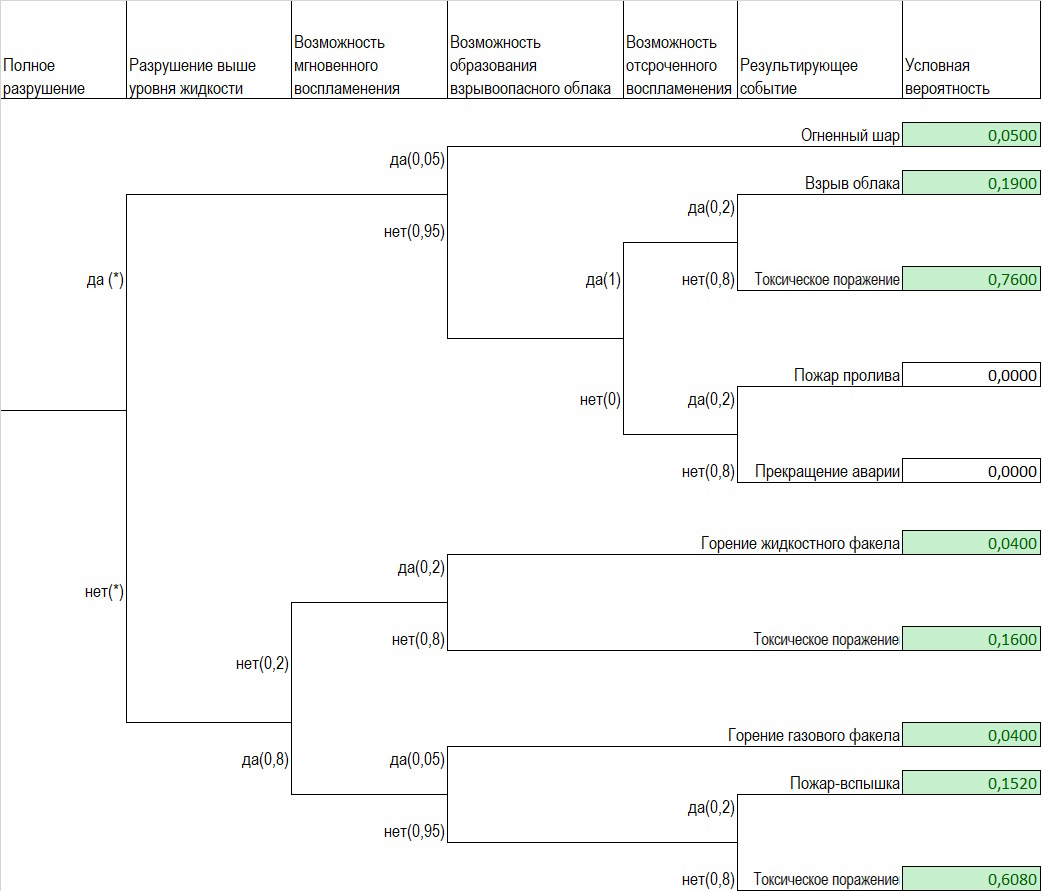 Полное
разрушение
Разрушение выше
уровня жидкости
Возможность
мгновенного
воспламенения
Возможность
образования
взрывоопасного облака
Возможность
отсроченного
воспламенения
Результирующее
событие
Условная
вероятность
Огненный шар 0,0500
да(0,05)
Взрыв облака 0,1900
да(0,2)
нет(0,95)
да (*)
да(1)
нет(0,8) Токсическое поражение 0,7600
Пожар пролива 0,0000
нет(0)
да(0,2)
нет(0,8) Прекращение аварии 0,0000
Горение жидкостного факела 0,0400
да(0,2)
нет(*)
нет(0,8)
Токсическое поражение 0,1600
нет(0,2)
Горение газового факела 0,0400
да(0,8)
да(0,05)
Пожар-вспышка 0,1520
да(0,2)
нет(0,95)
нет(0,8) Токсическое поражение 0,6080